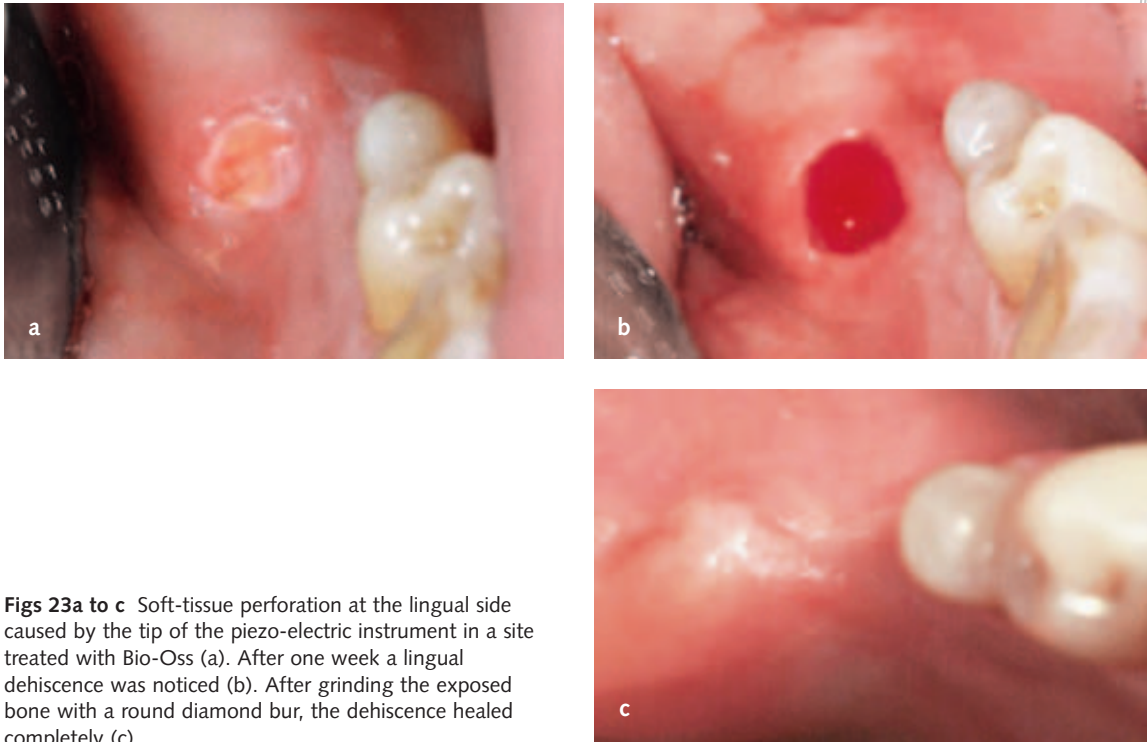 a
b
c
Figs 23a to c Soft-tissue perforation at the lingual side
caused by the tip of the piezo-electric instrument in a site
treated with Bio-Oss (a). After one week a lingual
dehiscence was noticed (b). After grinding the exposed
bone with a round diamond bur, the dehiscence healed
completely (c).